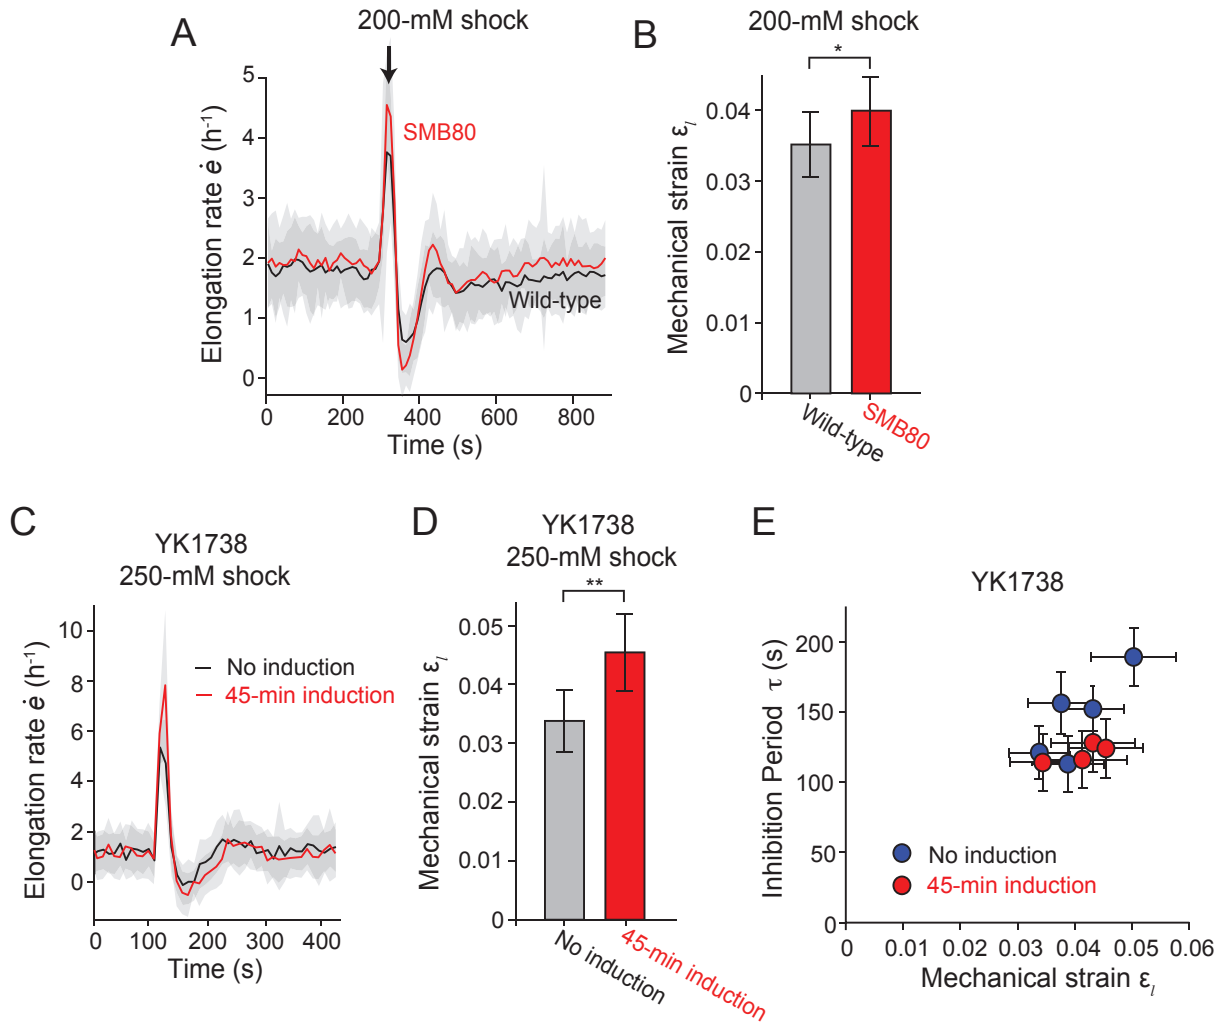 A
200-mM shock
Elongation rate ė (h⁻¹)
5
4
3
2
1
0
SMB80
Wild-type
0
200
400
600
800
Time (s)
B
200-mM shock
*
Mechanical strain εₗ
0.04
0.03
0.02
0.01
0
Wild-type
SMB80
C
YK1738
250-mM shock
Elongation rate ė (h⁻¹)
10
8
6
4
2
0
No induction
45-min induction
0
100
200
300
400
Time (s)
D
YK1738
250-mM shock
**
Mechanical strain εₗ
0.05
0.04
0.03
0.02
0.01
0
No induction
45-min induction
E
YK1738
Inhibition Period τ (s)
200
150
100
50
0
No induction
45-min induction
0
0.01
0.02
0.03
0.04
0.05
0.06
Mechanical strain εₗ